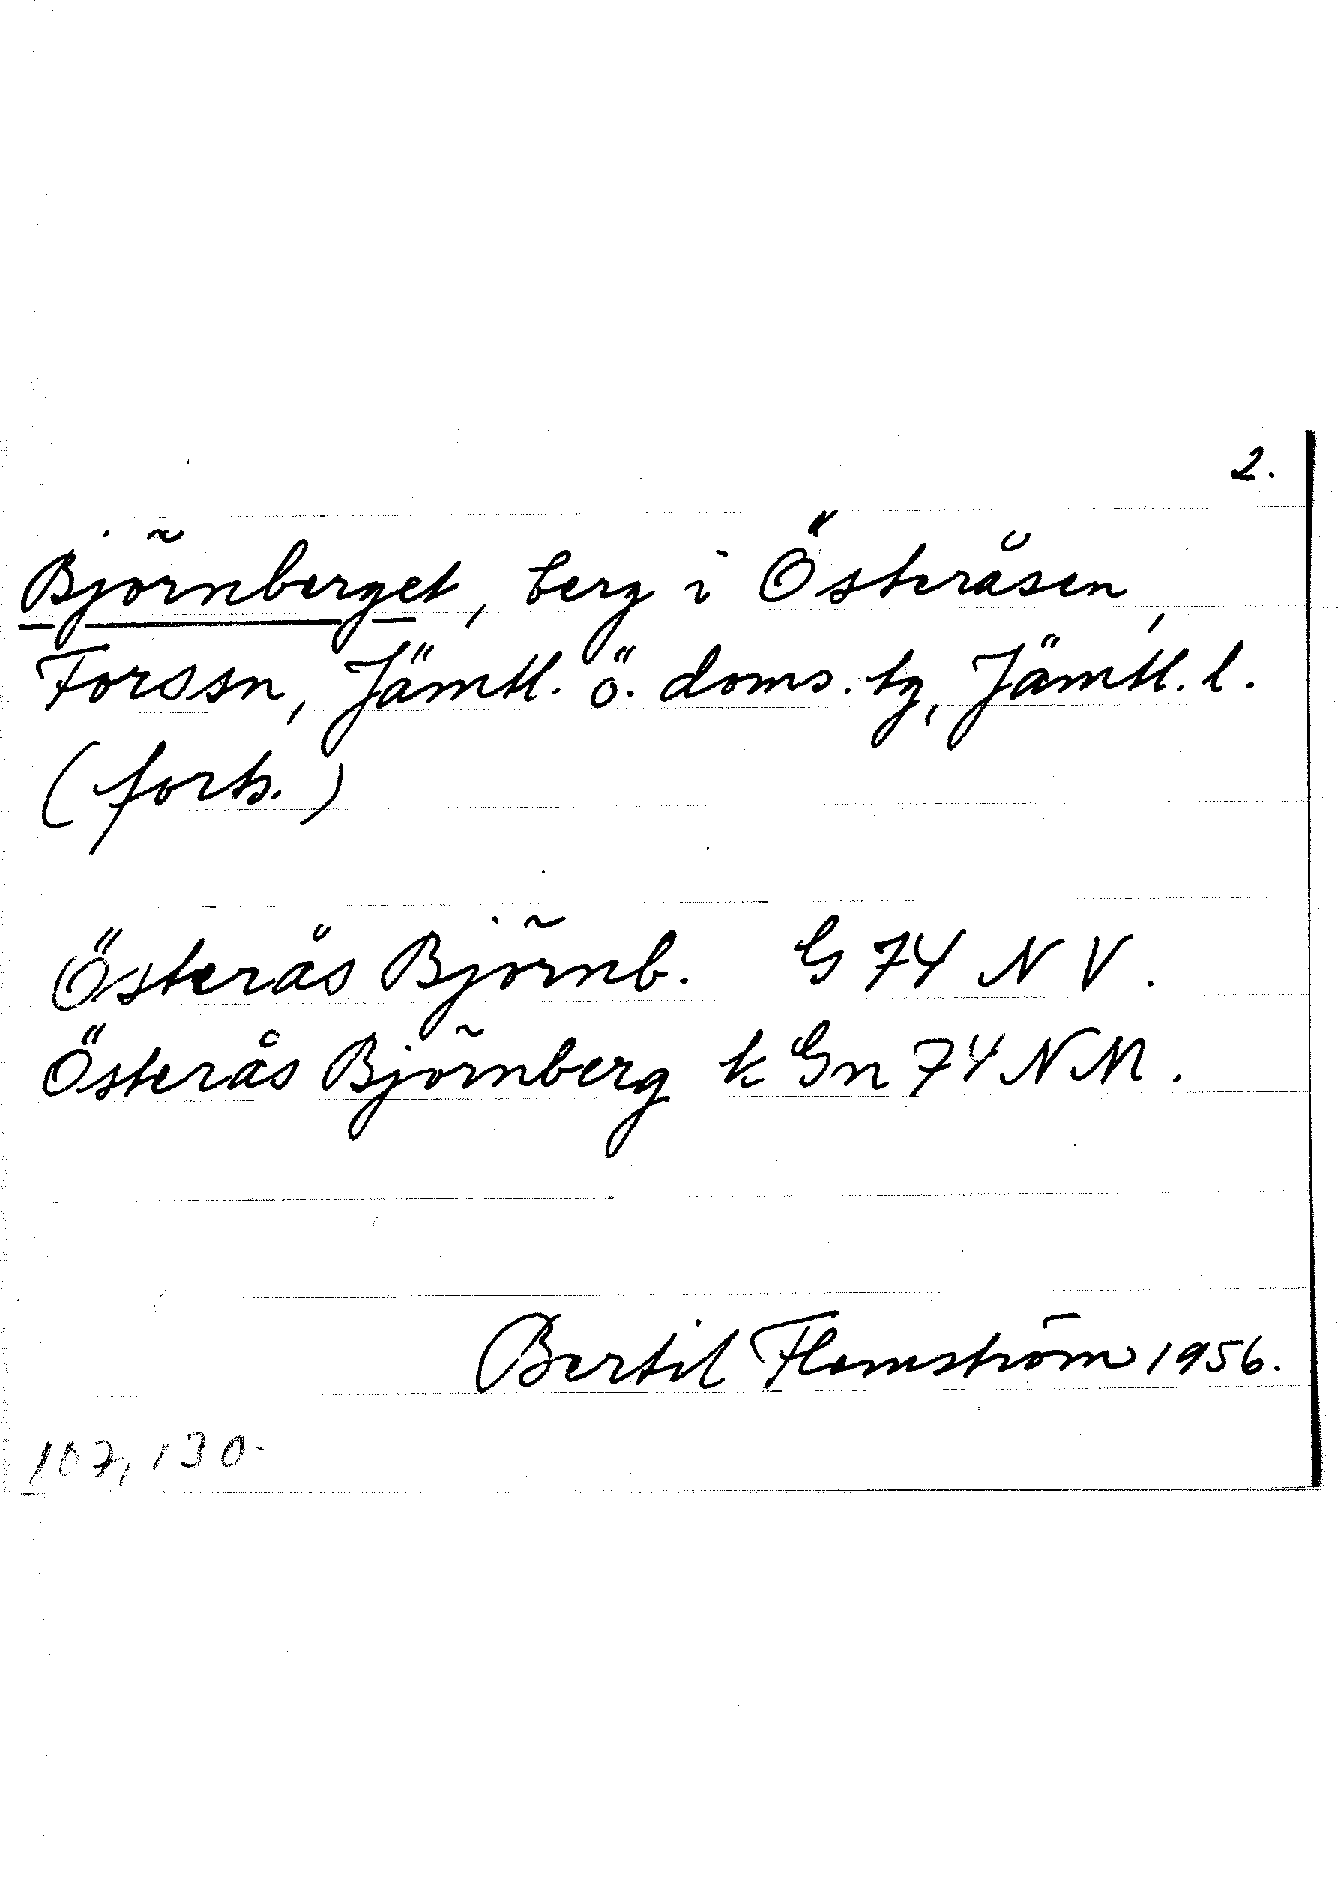 2.
Björnberget, berg i Österåsen,
Forssn, Jämtl. ö. doms. tg, Jämtl. l.
(forts.)
Österås Björnb. G 74 N V.
Österås Björnberg k Gn 74 N M.
Bertil Flemström 1956.
107, 130.